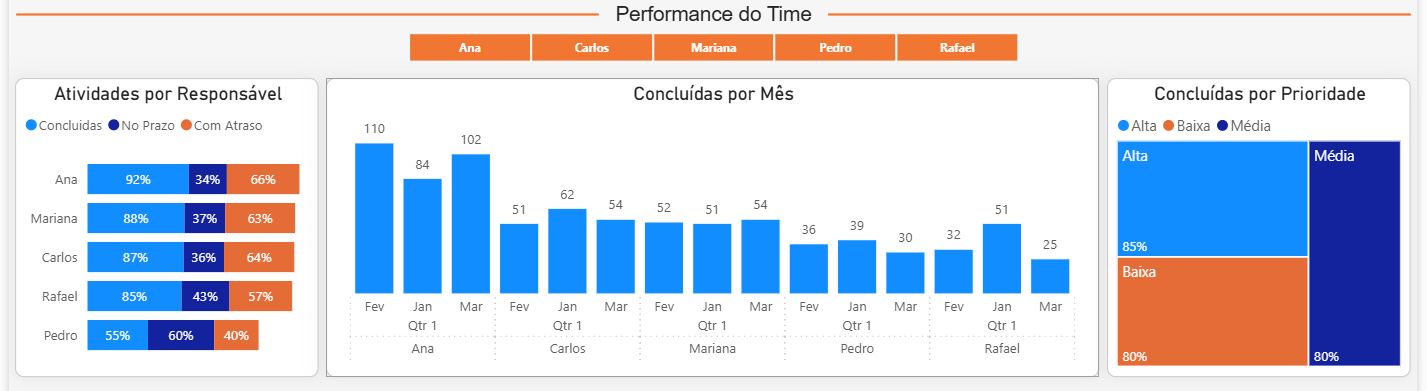 Performance do Time
Ana Carlos Mariana Pedro Rafael
Atividades por Responsável
Concluidas No Prazo Com Atraso
Ana 92% 34% 66%
Mariana 88% 37% 63%
Carlos 87% 36% 64%
Rafael 85% 43% 57%
Pedro 55% 60% 40%
Concluídas por Mês
110 84 102 51 62 54 52 51 54 36 39 30 32 51 25
Fev Jan Mar Fev Jan Mar Fev Jan Mar Fev Jan Mar Fev Jan Mar
Qtr 1 Qtr 1 Qtr 1 Qtr 1 Qtr 1
Ana Carlos Mariana Pedro Rafael
Concluídas por Prioridade
Alta Baixa Média
Alta
85%
Baixa
80%
Média
80%